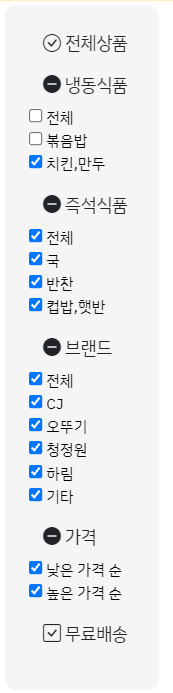 전체상품
냉동식품
전체
볶음밥
치킨,만두
즉석식품
전체
국
반찬
컵밥,햇반
브랜드
전체
CJ
오뚜기
청정원
하림
기타
가격
낮은 가격 순
높은 가격 순
무료배송